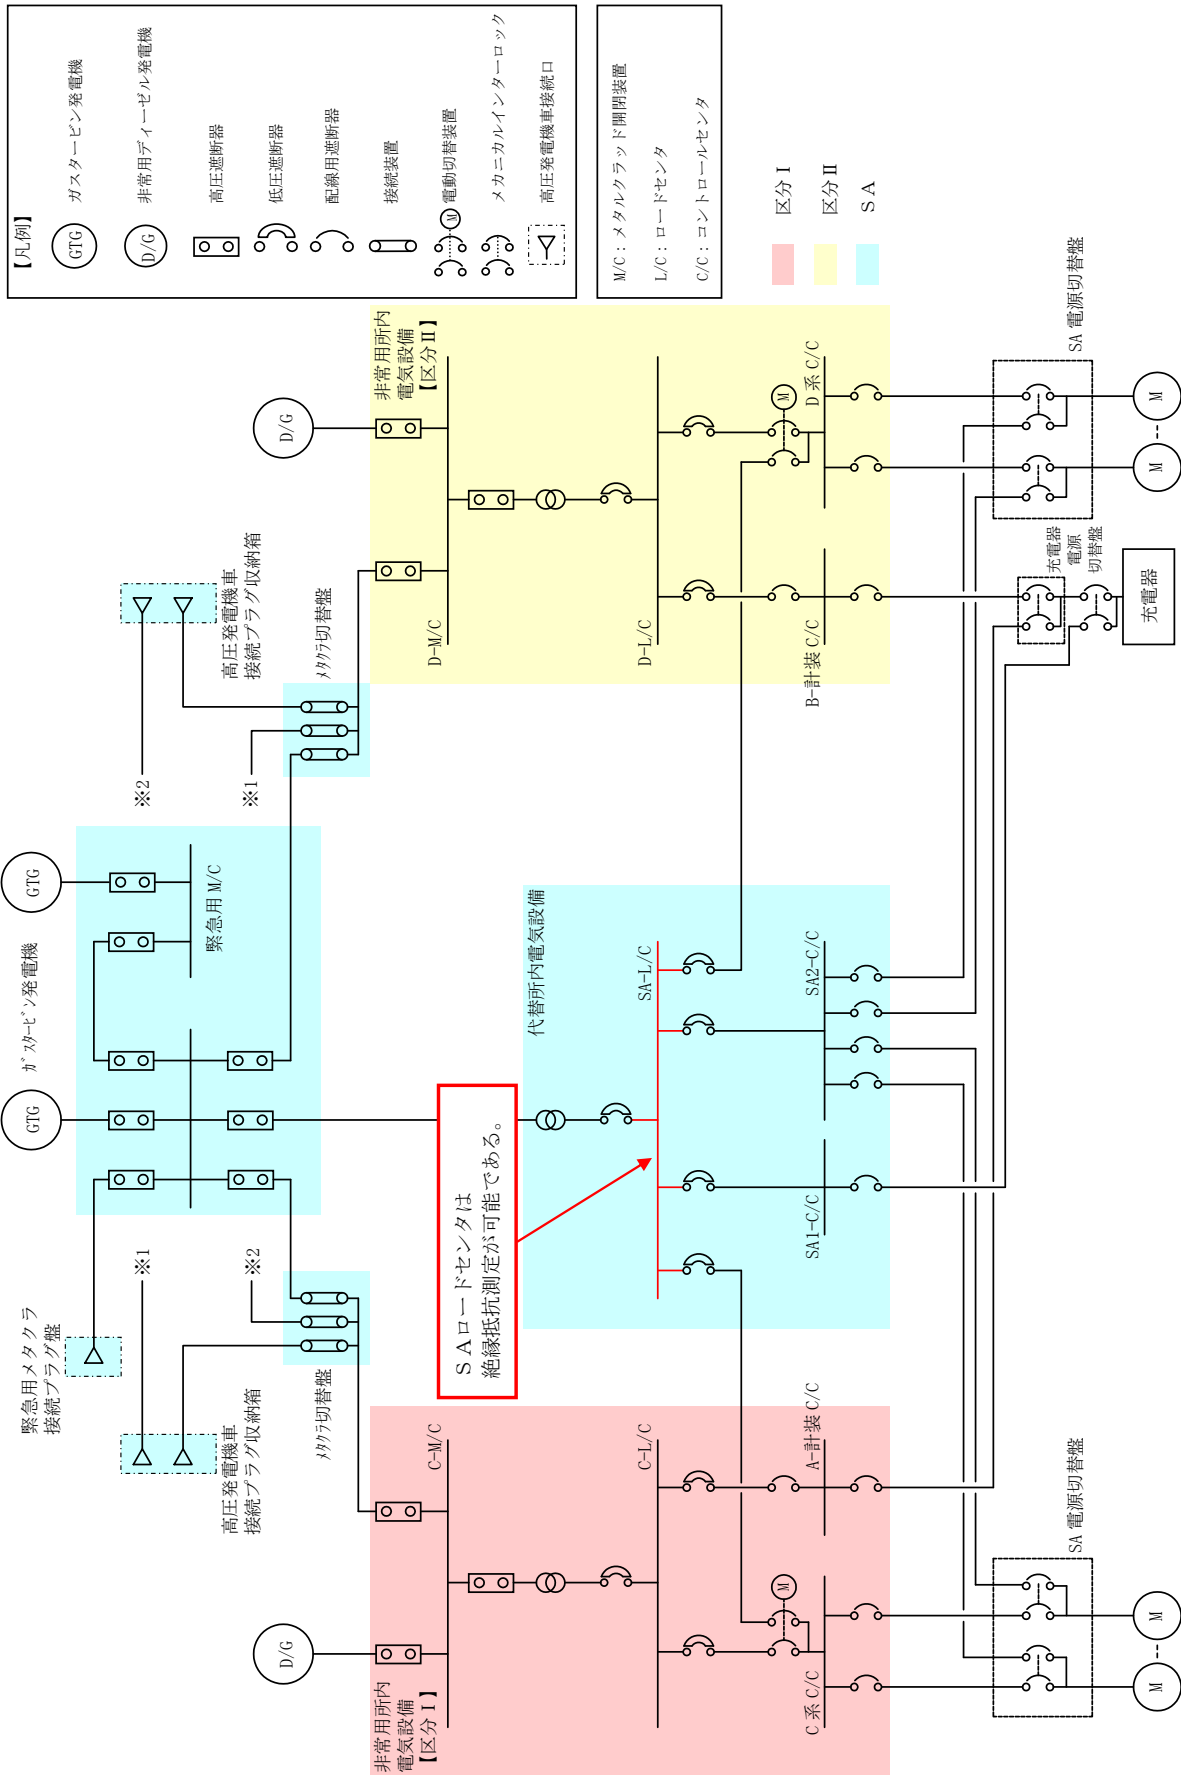 【凡例】
GTG
ガスタービン発電機
D/G
非常用ディーゼル発電機
高圧遮断器
低圧遮断器
配線用遮断器
接続装置
M
電動切替装置
メカニカルインターロック
高圧発電機車接続口
M/C：メタルクラッド開閉装置
L/C：ロードセンタ
C/C：コントロールセンタ
区分Ⅰ
区分Ⅱ
ＳＡ
緊急用メタクラ
接続プラグ盤
GTG
ｶﾞｽﾀｰﾋﾞﾝ発電機
GTG
緊急用 M/C
※1
※2
高圧発電機車
接続プラグ収納箱
ﾒﾀｸﾗ切替盤
※2
※1
高圧発電機車
接続プラグ収納箱
ﾒﾀｸﾗ切替盤
D/G
非常用所内
電気設備
【区分Ⅰ】
C-M/C
C-L/C
M
C 系 C/C
A-計装 C/C
ＳＡロードセンタは
絶縁抵抗測定が可能である。
代替所内電気設備
SA-L/C
SA1-C/C
SA2-C/C
D/G
非常用所内
電気設備
【区分Ⅱ】
D-M/C
D-L/C
M
B-計装 C/C
D 系 C/C
SA 電源切替盤
M
M
充電器
電源
切替盤
充電器
SA 電源切替盤
M
M